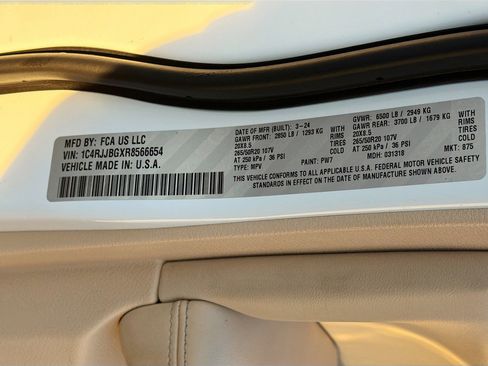 MFD BY: FCA US LLC
VIN: 1C4RJJBGXR8566654
VEHICLE MADE IN: U.S.A.
DATE OF MFR (BUILT): 3-24
GAWR FRONT: 2850 LB / 1293 KG
20X8.5 RIMS:
265/50R20 107V TIRES
AT 250 kPa / 36 PSI COLD
TYPE: MPV PAINT: PW7
GVWR: 6500 LB / 2949 KG
GAWR REAR: 3700 LB / 1679 KG
20X8.5 RIMS:
265/50R20 107V TIRES
AT 250 kPa / 36 PSI COLD
MDH: 031318 MKT: 875
THIS VEHICLE CONFORMS TO ALL APPLICABLE U.S.A. FEDERAL MOTOR VEHICLE SAFETY
STANDARDS IN EFFECT ON THE DATE OF MANUFACTURE SHOWN ABOVE.